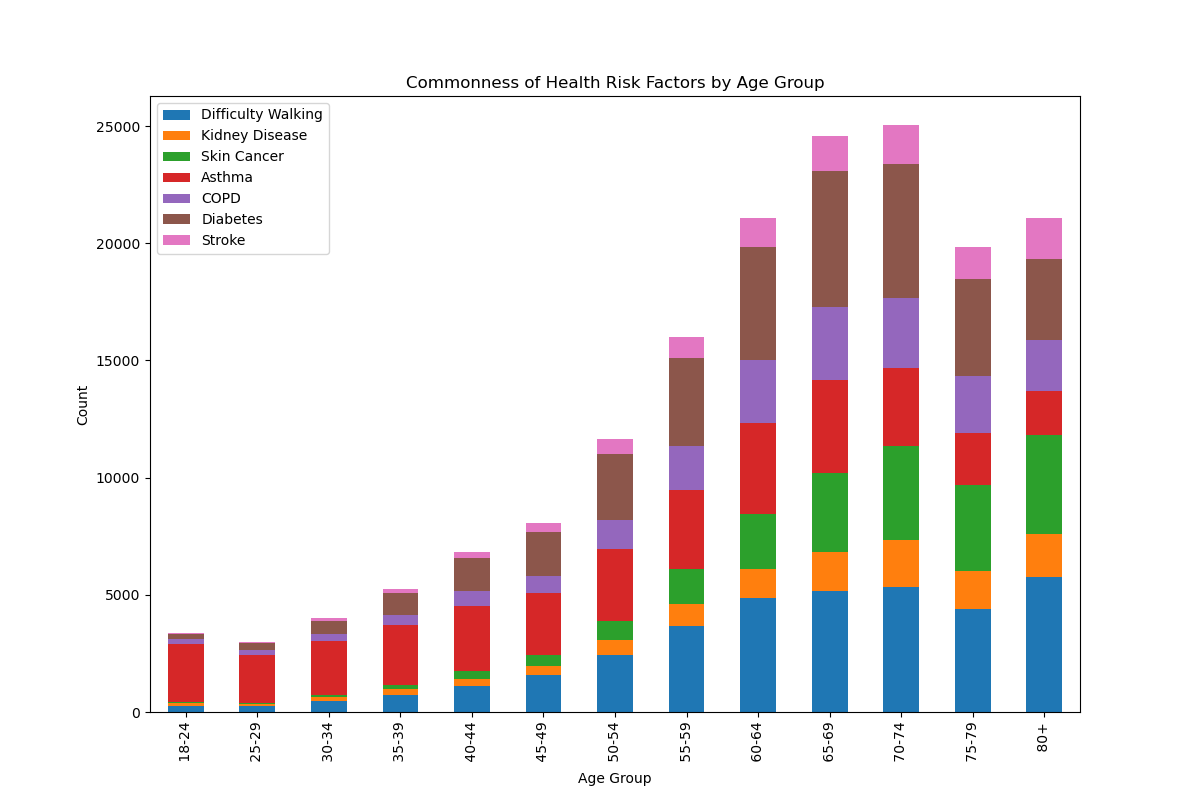 Commonness of Health Risk Factors by Age Group
Difficulty Walking
Kidney Disease
Skin Cancer
Asthma
COPD
Diabetes
Stroke
25000
20000
15000
10000
5000
0
Count
18-24
25-29
30-34
35-39
40-44
45-49
50-54
55-59
60-64
65-69
70-74
75-79
80+
Age Group